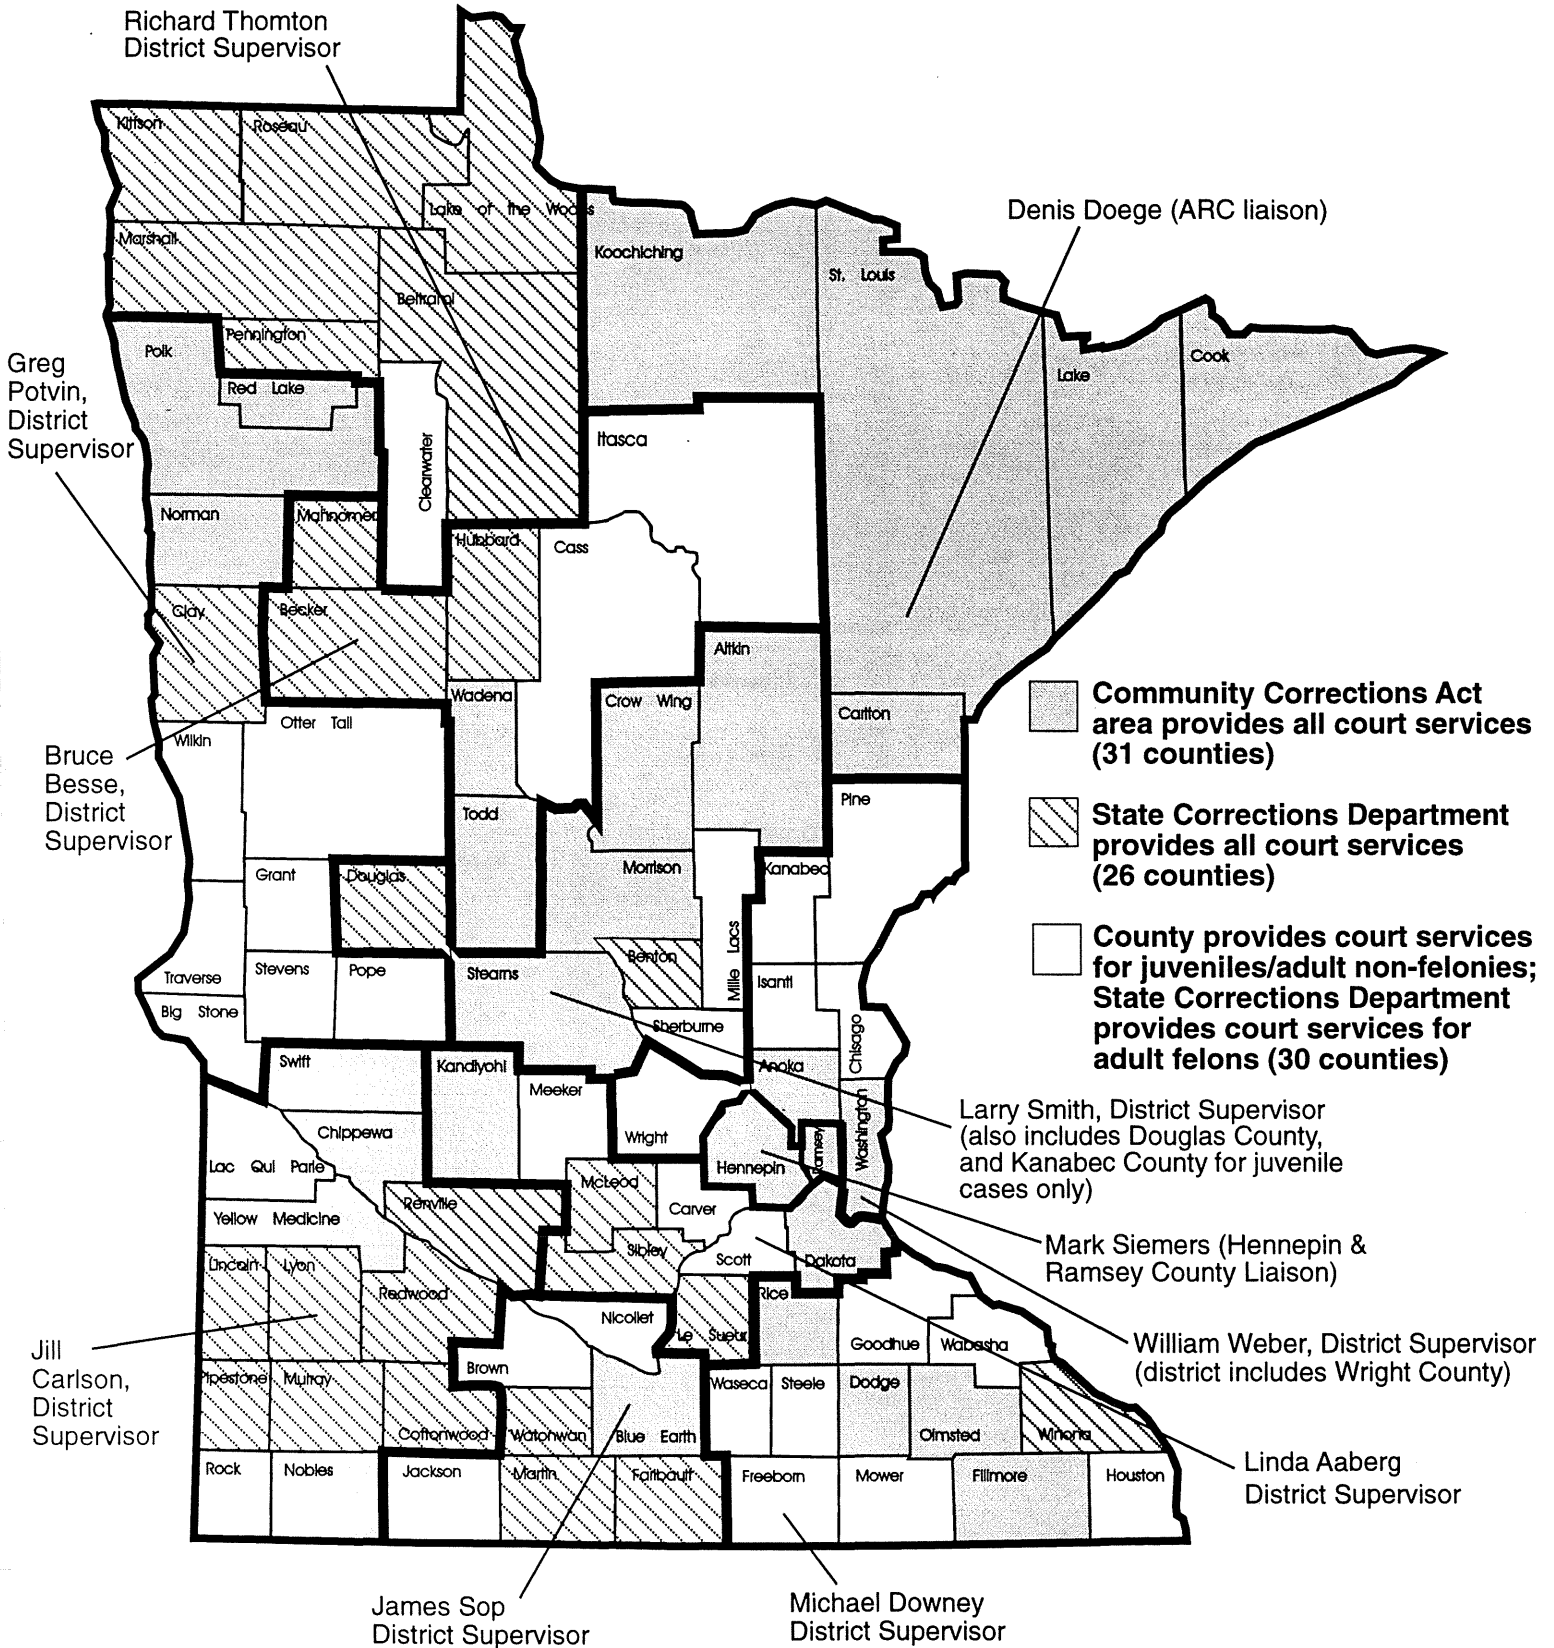 Richard Thomton
District Supervisor
Kittson
Roseau
Lake of the Woods
Marshall
Denis Doege (ARC liaison)
Koochiching
St. Louis
Beltrami
Pennington
Polk
Cook
Lake
Greg
Potvin,
District
Supervisor
Red Lake
Clearwater
Itasca
Norman
Mahnomen
Hubbard
Cass
Clay
Becker
Aitkin
Wadena
Crow Wing
Carlton
Community Corrections Act
area provides all court services
(31 counties)
Otter Tail
Wilkin
Bruce
Besse,
District
Supervisor
Pine
Todd
State Corrections Department
provides all court services
(26 counties)
Grant
Douglas
Morrison
Kanabec
Mille Lacs
County provides court services
for juveniles/adult non-felonies;
State Corrections Department
provides court services for
adult felons (30 counties)
Benton
Traverse
Stevens
Pope
Stearns
Isanti
Big Stone
Sherburne
Chisago
Swift
Kandiyohi
Meeker
Anoka
Washington
Larry Smith, District Supervisor
(also includes Douglas County,
and Kanabec County for juvenile
cases only)
Chippewa
Wright
Ramsey
Hennepin
Lac Qui Parle
McLeod
Renville
Carver
Yellow Medicine
Sibley
Scott
Dakota
Mark Siemers (Hennepin &
Ramsey County Liaison)
Lincoln
Lyon
Redwood
Rice
Nicollet
Le Sueur
Goodhue
Wabasha
William Weber, District Supervisor
(district includes Wright County)
Jill
Carlson,
District
Supervisor
Brown
Pipestone
Murray
Waseca
Steele
Dodge
Cottonwood
Watonwan
Blue Earth
Olmsted
Winona
Linda Aaberg
District Supervisor
Rock
Nobles
Jackson
Martin
Faribault
Freeborn
Mower
Fillmore
Houston
James Sop
District Supervisor
Michael Downey
District Supervisor